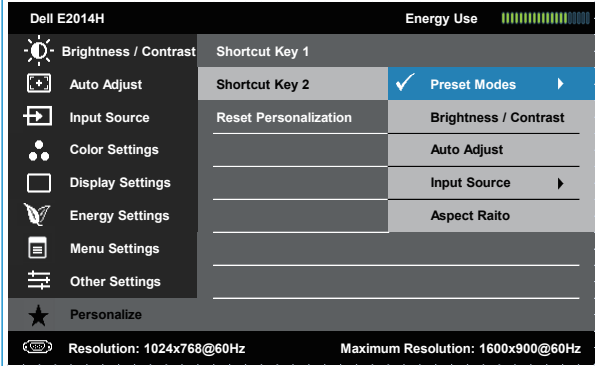 Dell E2014H Energy Use
Brightness / Contrast Shortcut Key 1
Auto Adjust Shortcut Key 2 Preset Modes
Input Source Reset Personalization Brightness / Contrast
Color Settings Auto Adjust
Display Settings Input Source
Energy Settings Aspect Raito
Menu Settings
Other Settings
Personalize
Resolution: 1024x768@60Hz Maximum Resolution: 1600x900@60Hz